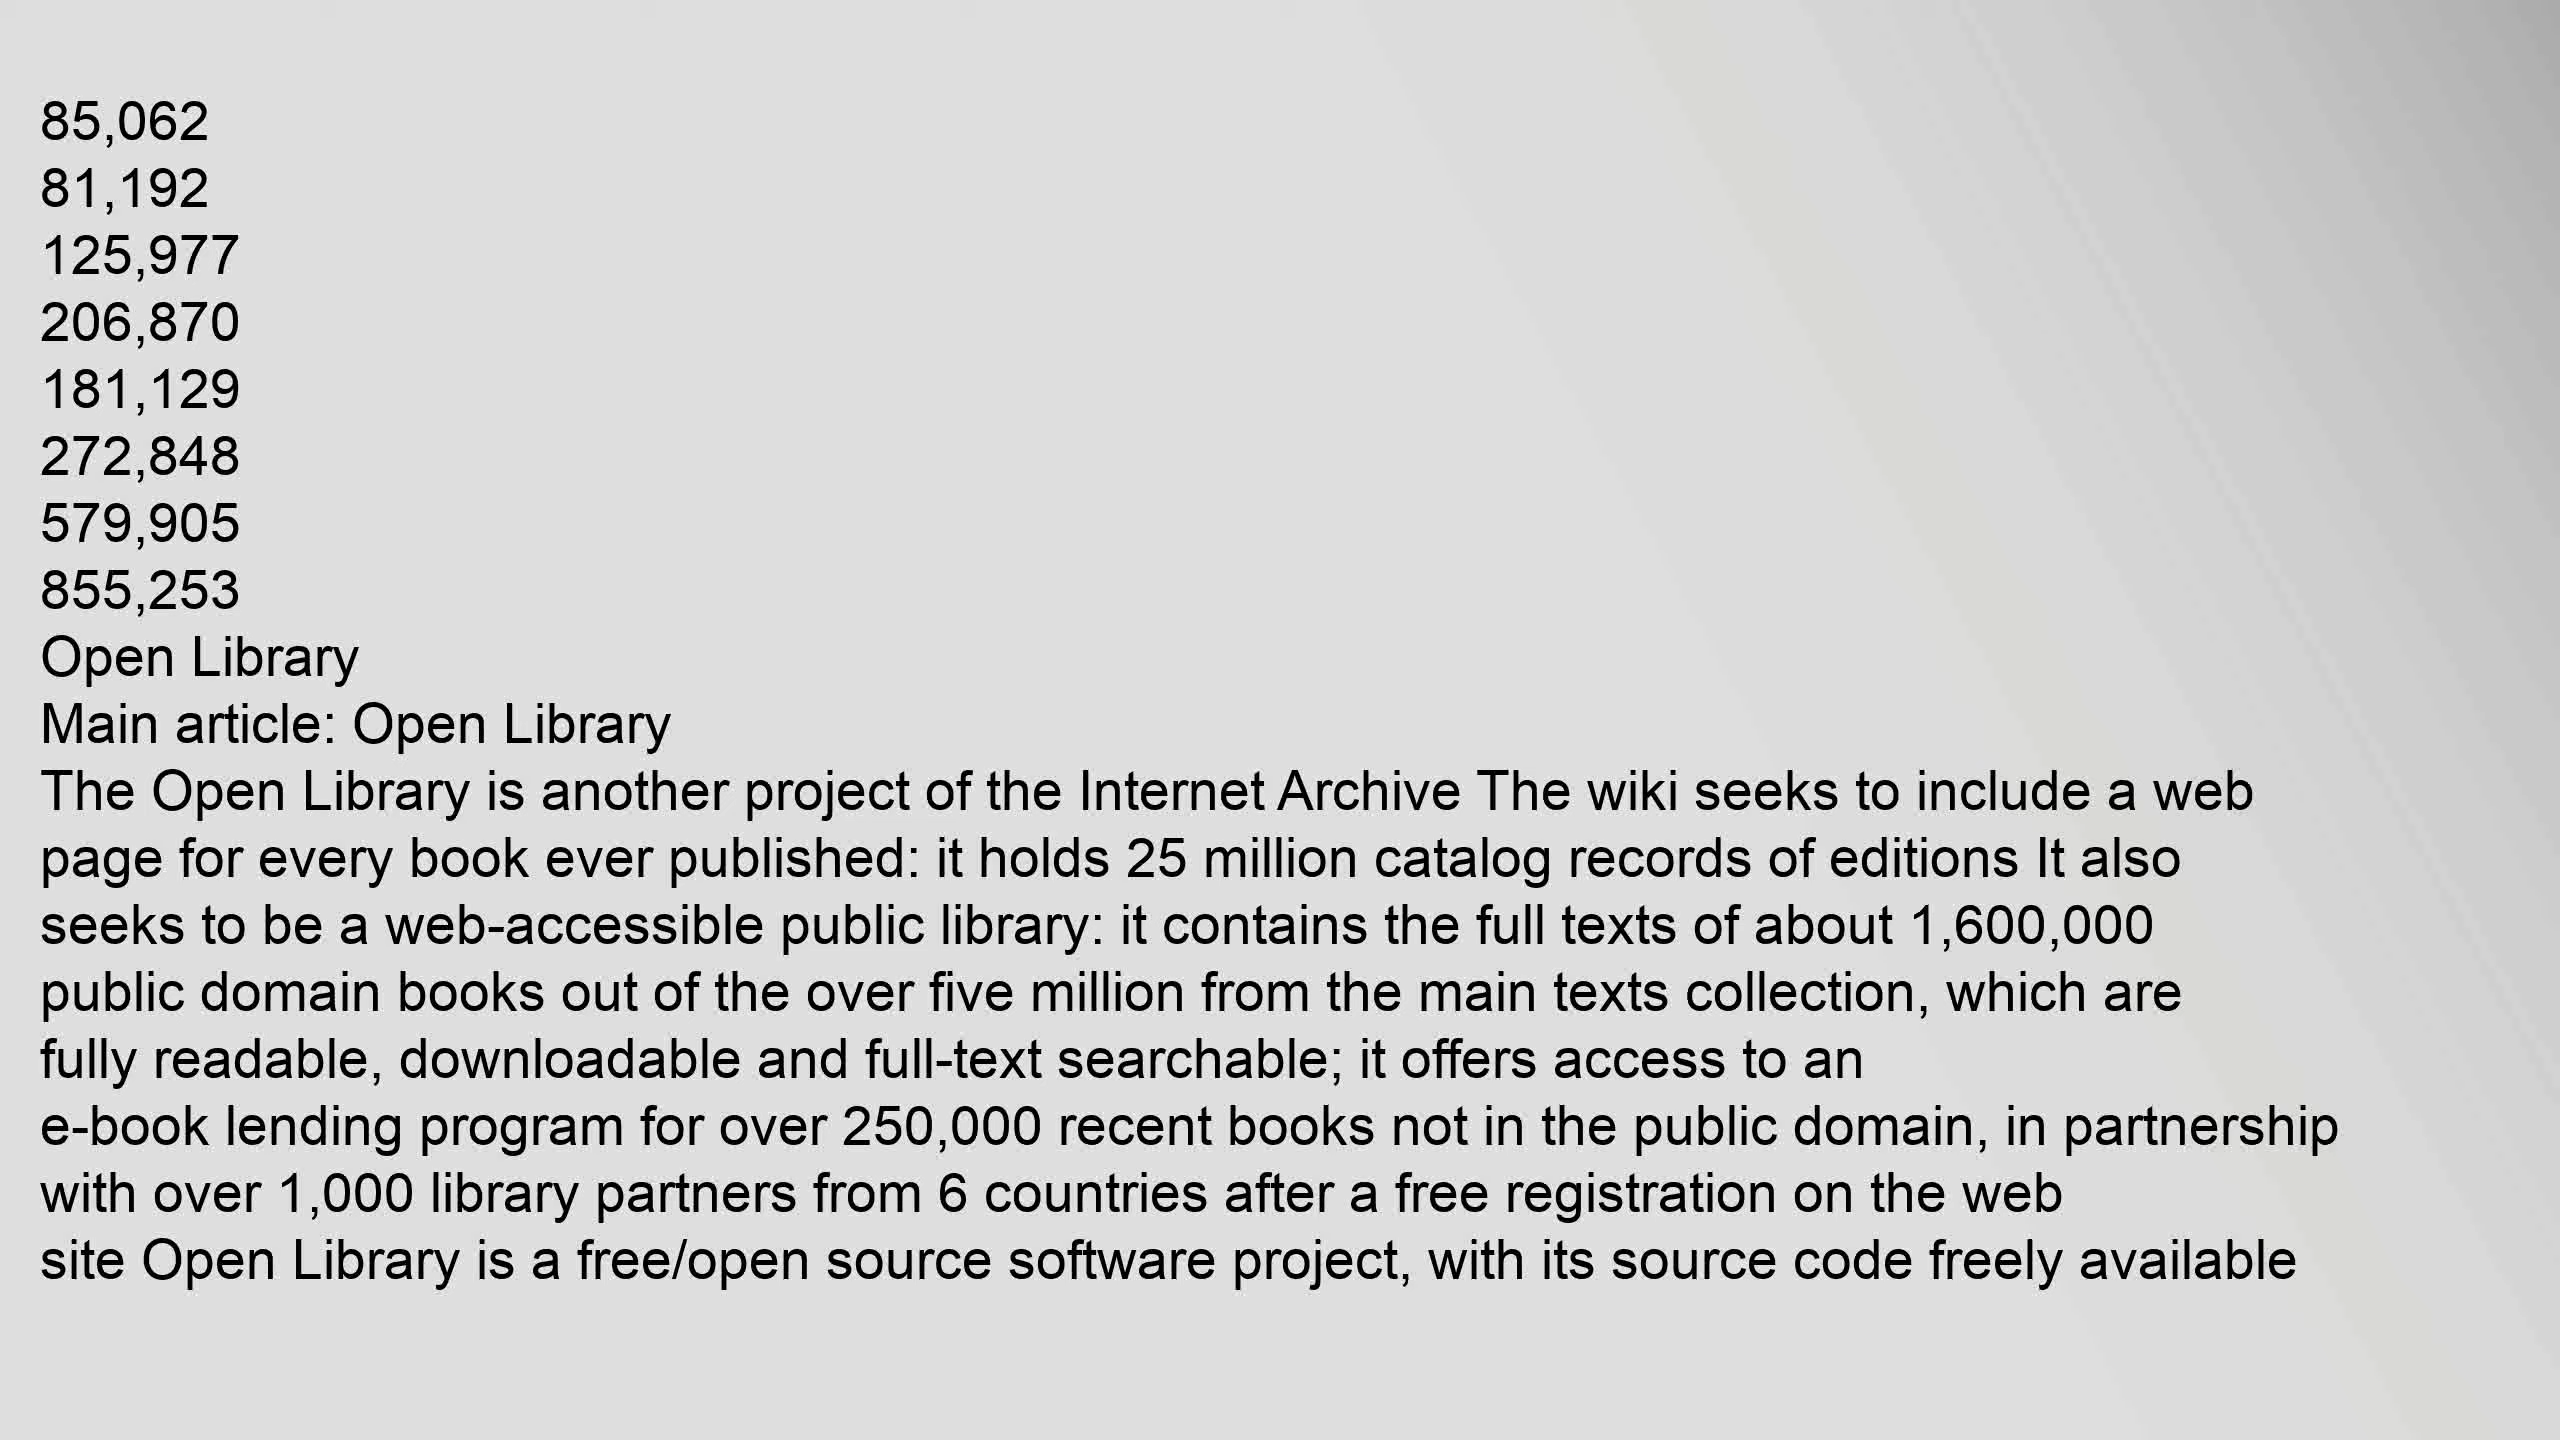 85,062
81,192
125,977
206,870
181,129
272,848
579,905
855,253
Open Library
Main article: Open Library
The Open Library is another project of the Internet Archive The wiki seeks to include a web
page for every book ever published: it holds 25 million catalog records of editions It also
seeks to be a web-accessible public library: it contains the full texts of about 1,600,000
public domain books out of the over five million from the main texts collection, which are
fully readable, downloadable and full-text searchable; it offers access to an
e-book lending program for over 250,000 recent books not in the public domain, in partnership
with over 1,000 library partners from 6 countries after a free registration on the web
site Open Library is a free/open source software project, with its source code freely available